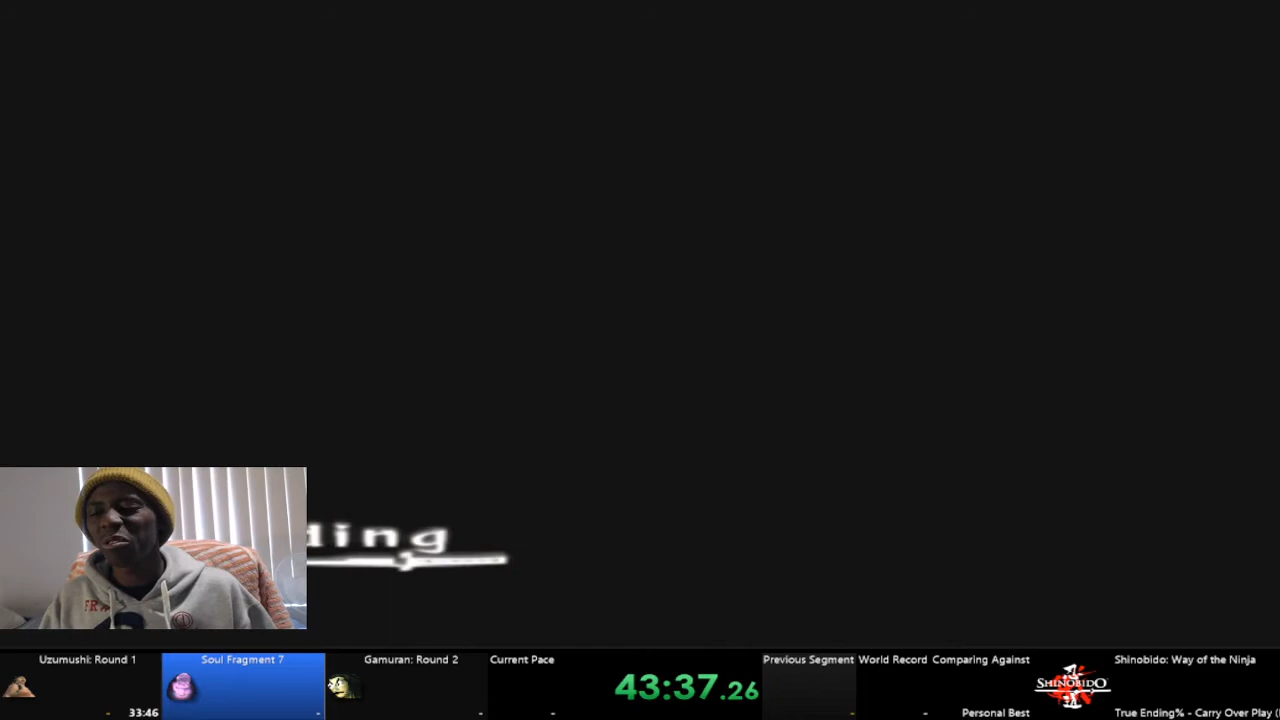 ding
Uzumushi: Round 1
33:46
Soul Fragment 7
-
Gamuran: Round 2
-
Current Pace
-
43:37.26
Previous Segment
-
World Record
-
Comparing Against
Personal Best
SHINOBIDO
Shinobido: Way of the Ninja
True Ending% - Carry Over Play (